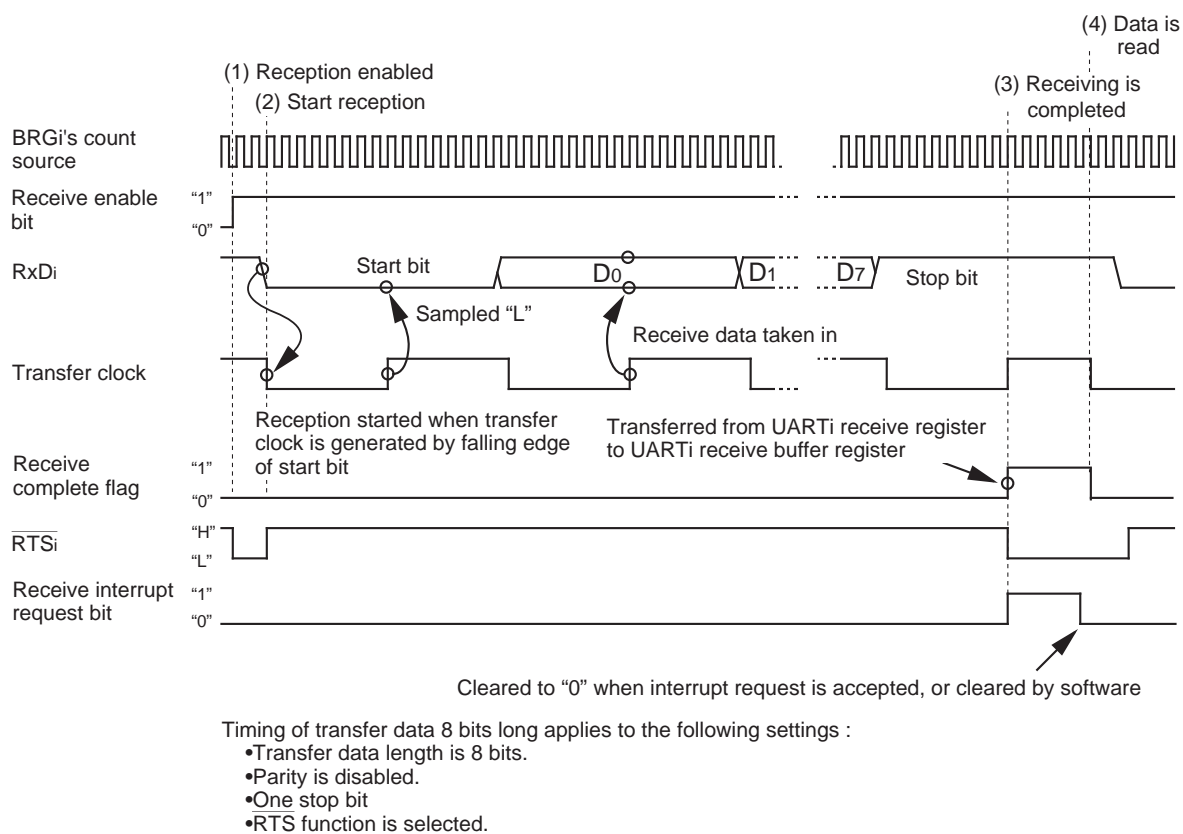 (4) Data is
read
(1) Reception enabled
(3) Receiving is
completed
(2) Start reception
BRGi's count
source
Receive enable
bit
“1”
“0”
RxDi
Start bit
D0
D1
D7
Stop bit
Sampled “L”
Receive data taken in
Transfer clock
Reception started when transfer
clock is generated by falling edge
of start bit
Transferred from UARTi receive register
to UARTi receive buffer register
Receive
complete flag
“1”
“0”
RTSi
“H”
“L”
Receive interrupt
request bit
“1”
“0”
Cleared to “0” when interrupt request is accepted, or cleared by software
Timing of transfer data 8 bits long applies to the following settings :
•Transfer data length is 8 bits.
•Parity is disabled.
•One stop bit
•RTS function is selected.